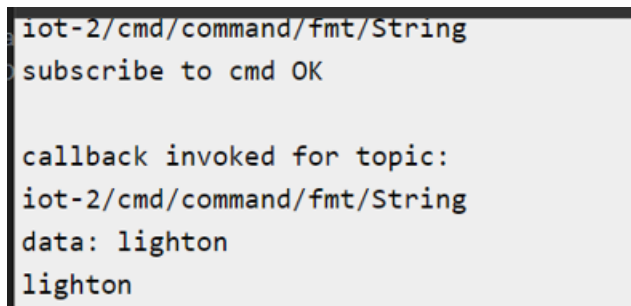 iot-2/cmd/command/fmt/String
subscribe to cmd OK
callback invoked for topic:
iot-2/cmd/command/fmt/String
data: lighton
lighton